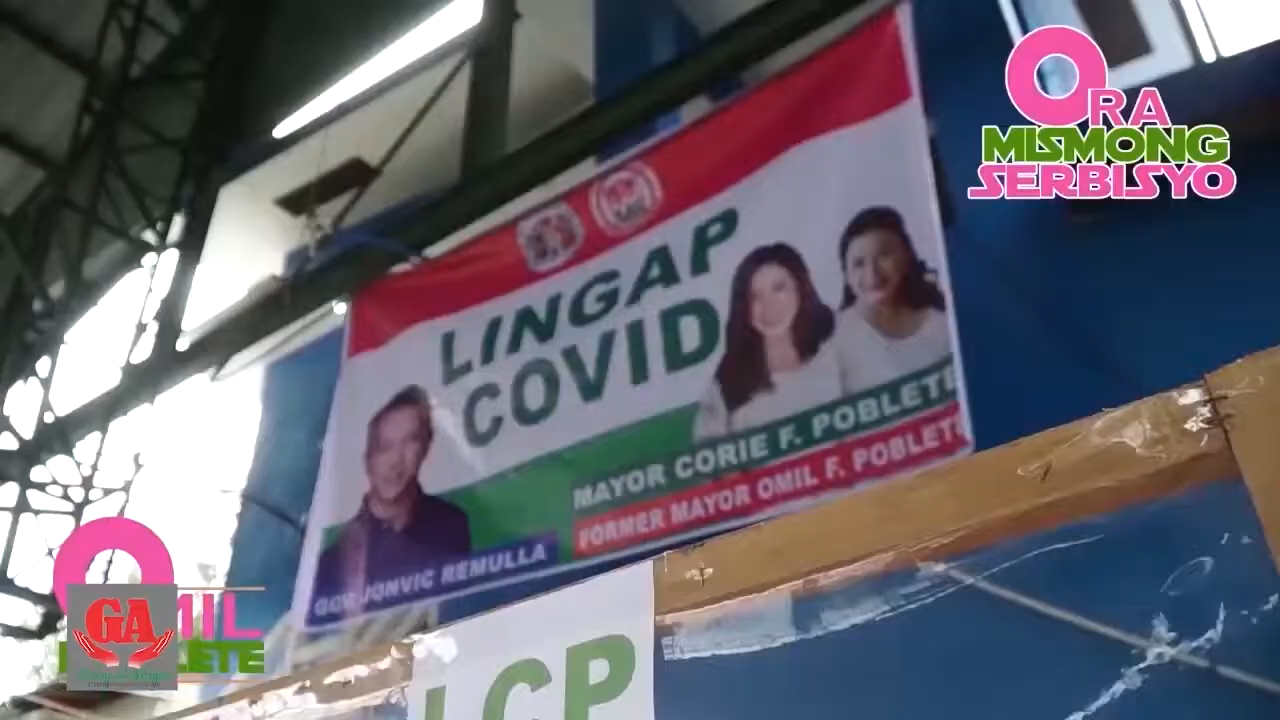 ORA
MISMONG
SERBISYO
LINGAP
COVID
MAYOR CORIE F. POBLETE
FORMER MAYOR OMIL F. POBLETE
GOV JONVIC REMULLA
GA
LCP